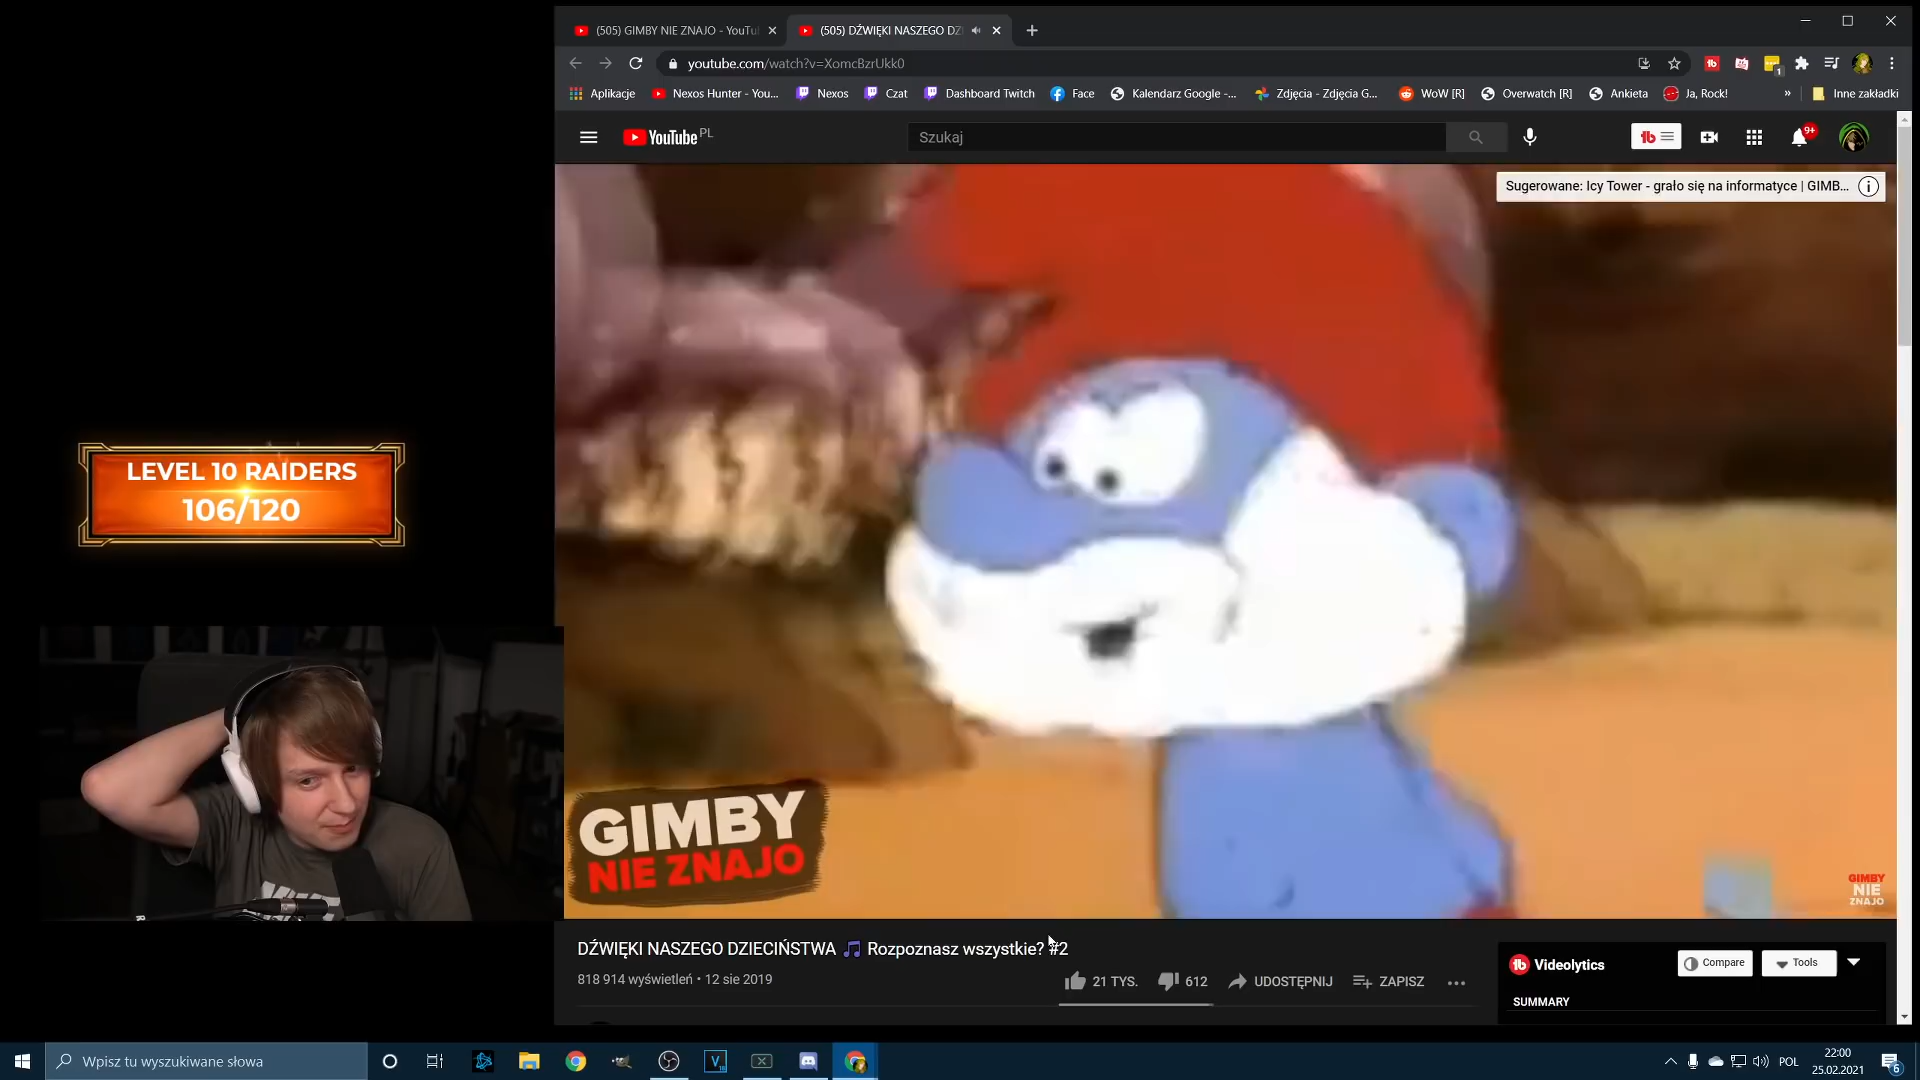 (505) GIMBY NIE ZNAJO - YouTu
(505) DŹWIĘKI NASZEGO DZ
youtube.com/watch?v=XomcBzrUkk0
1
Aplikacje
Nexos Hunter - You...
Nexos
Czat
Dashboard Twitch
Face
Kalendarz Google -...
Zdjęcia - Zdjęcia G...
WoW [R]
Overwatch [R]
Ankieta
Ja, Rock!
»
Inne zakładki
YouTube PL
Szukaj
tb
9+
Sugerowane: Icy Tower - grało się na informatyce | GIMB...
LEVEL 10 RAIDERS
106/120
GIMBY
NIE ZNAJO
GIMBY
NIE
ZNAJO
DŹWIĘKI NASZEGO DZIECIŃSTWA 🎵 Rozpoznasz wszystkie? #2
818 914 wyświetleń • 12 sie 2019
21 TYS.
612
UDOSTĘPNIJ
ZAPISZ
Videolytics
Compare
Tools
SUMMARY
Wpisz tu wyszukiwane słowa
POL
22:00
25.02.2021
6